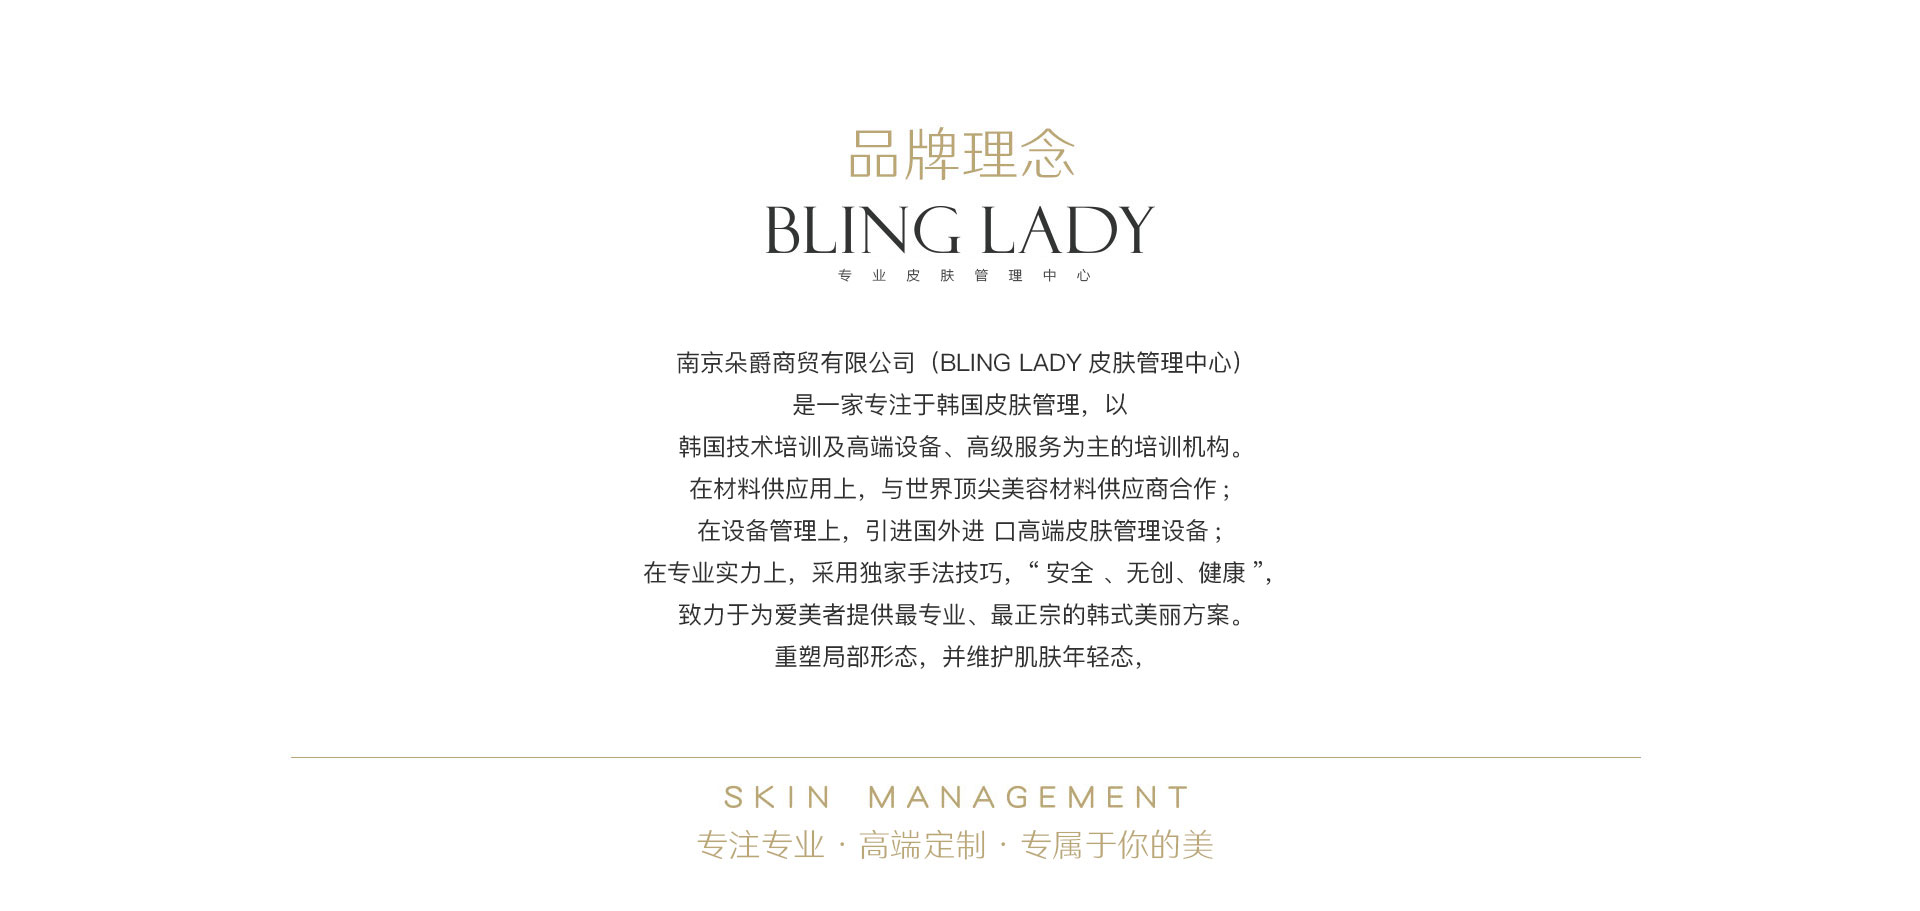 品牌理念
BLING LADY
专业皮肤管理中心
南京朵爵商贸有限公司（BLING LADY 皮肤管理中心）
是一家专注于韩国皮肤管理，以
韩国技术培训及高端设备、高级服务为主的培训机构。
在材料供应用上，与世界顶尖美容材料供应商合作；
在设备管理上，引进国外进 口高端皮肤管理设备；
在专业实力上，采用独家手法技巧，“ 安全 、无创、健康 ”，
致力于为爱美者提供最专业、最正宗的韩式美丽方案。
重塑局部形态，并维护肌肤年轻态，
SKIN MANAGEMENT
专注专业 · 高端定制 · 专属于你的美